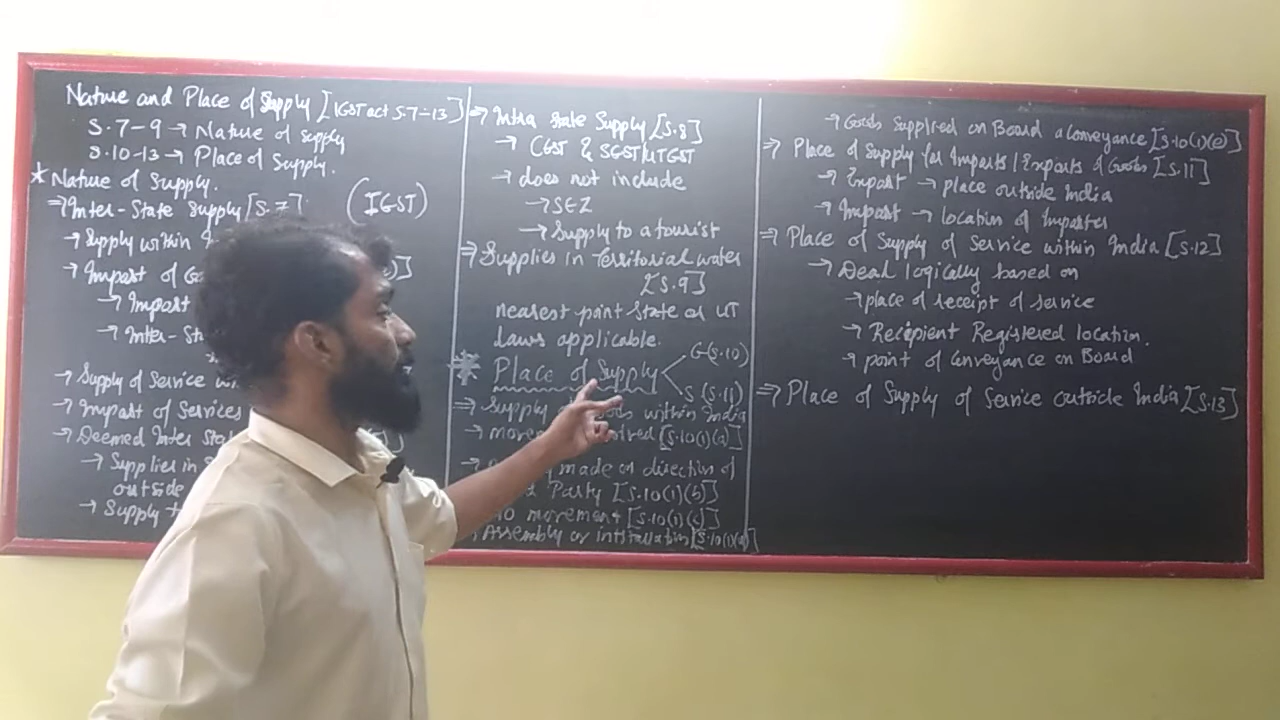 Nature and Place of Supply [IGST act S.7-13]
S.7-9 → Nature of supply
S.10-13 → Place of Supply.
* Nature of Supply.
⇒ Inter-State Supply [S.7]: (IGST)
→ Supply within
→ Import of
→ Import
→ Inter-
→ Supply of Service
→ Import of Services
→ Deemed Inter
→ Supplies in
outside
→ Supply
⇒ Intra State Supply [S.8]
→ CGST & SGST/UTGST
→ does not include
→ SEZ
→ Supply to a tourist
⇒ Supplies in Territorial water
[S.9]
nearest point State or UT
laws applicable.
* Place of Supply G(S.10)
S (S.11)
⇒ Supply of within India
→ [S.10(1)(a)]
made on direction of
Party [S.10(1)(b)]
movement [S.10(1)(c)]
Assembly or intstallation [S.10(1)(d)]
→ Goods Supplied on Board a Conveyance [S.10(1)(e)]
⇒ Place of Supply for Imports/Exports of Goods [S.11]
→ Export → place outside India
→ Import → location of Importer
⇒ Place of Supply of Service within India [S.12]
→ Deal logically based on
→ place of receipt of service
→ Recipient Registered location.
→ point of Conveyance on Board
⇒ Place of Supply of Service outside India [S.13]